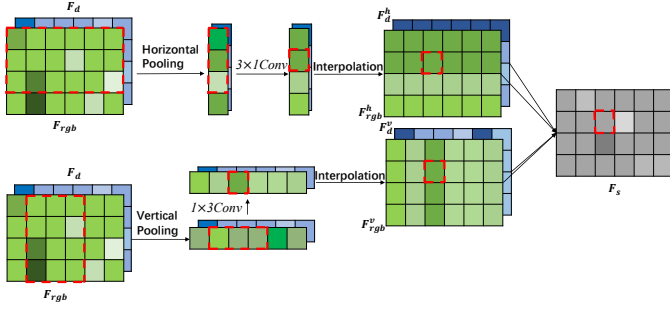 F_d
Horizontal
Pooling
F_rgb
3×1Conv
Interpolation
F_d^h
F_rgb^h
F_d^v
F_rgb^v
F_s
F_d
Vertical
Pooling
F_rgb
1×3Conv
Interpolation